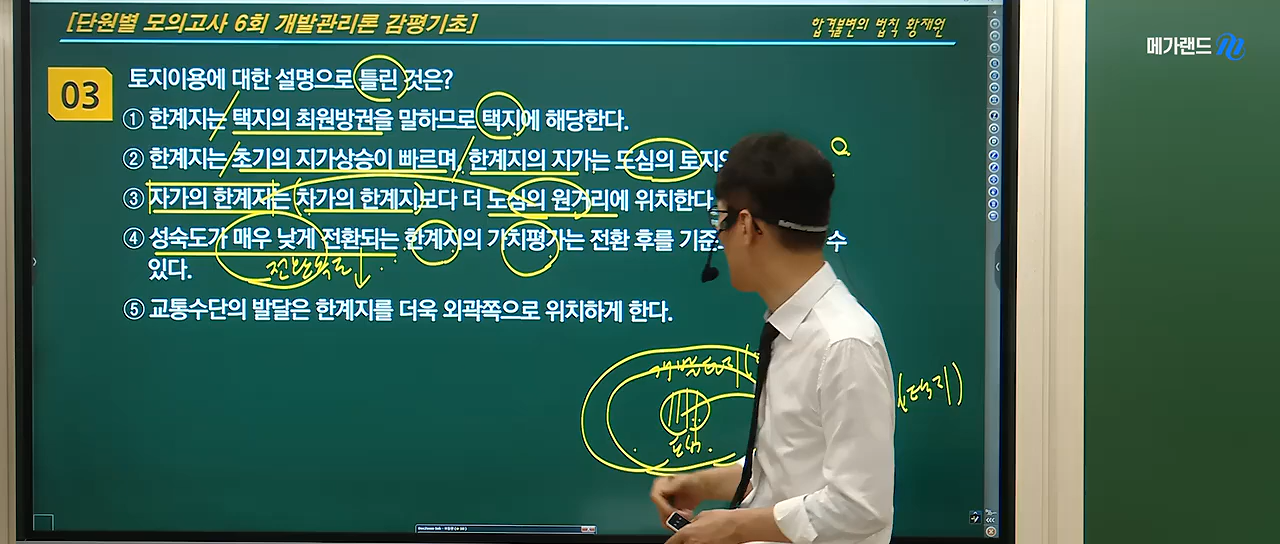 [단원별 모의고사 6회 개발관리론 감평기초]
합격불변의 법칙 황재원
메가랜드
03
토지이용에 대한 설명으로 틀린 것은?
① 한계지는 택지의 최원방권을 말하므로 택지에 해당한다.
② 한계지는 초기의 지가상승이 빠르며, 한계지의 지가는 도심의 토지
③ 자가의 한계지는 차가의 한계지보다 더 도심의 원거리에 위치한다
④ 성숙도가 매우 낮게 전환되는 한계지의 가치평가는 전환 후를 기준 수
있다.
⑤ 교통수단의 발달은 한계지를 더욱 외곽쪽으로 위치하게 한다.
도심
(택지)